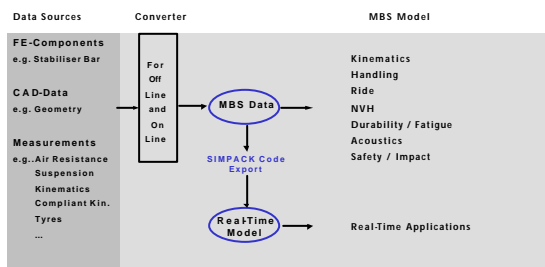 Data Sources
Converter
MBS Model
FE-Components
e.g. Stabiliser Bar
CAD-Data
e.g. Geometry
Measurements
e.g..Air Resistance
Suspension
Kinematics
Compliant Kin.
Tyres
...
For
Off
Line
and
On
Line
MBS Data
SIMPACK Code
Export
Real-Time
Model
Kinematics
Handling
Ride
NVH
Durability / Fatigue
Acoustics
Safety / Impact
Real-Time Applications